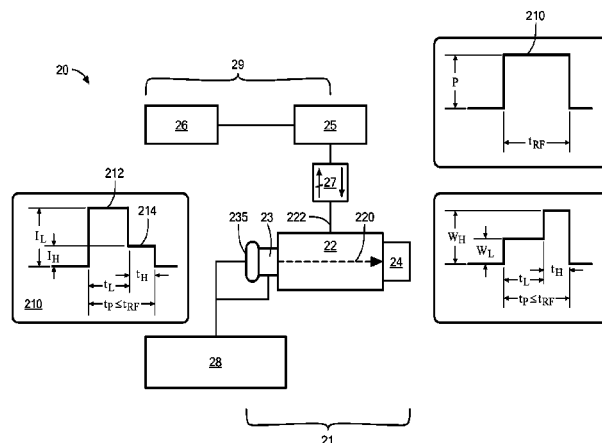 20
29
26
25
27
222
235
23
22
220
24
28
21
212
214
I_L
I_H
t_L
t_H
t_P ≤ t_RF
210
210
P
t_RF
W_H
W_L
t_L
t_H
t_P ≤ t_RF